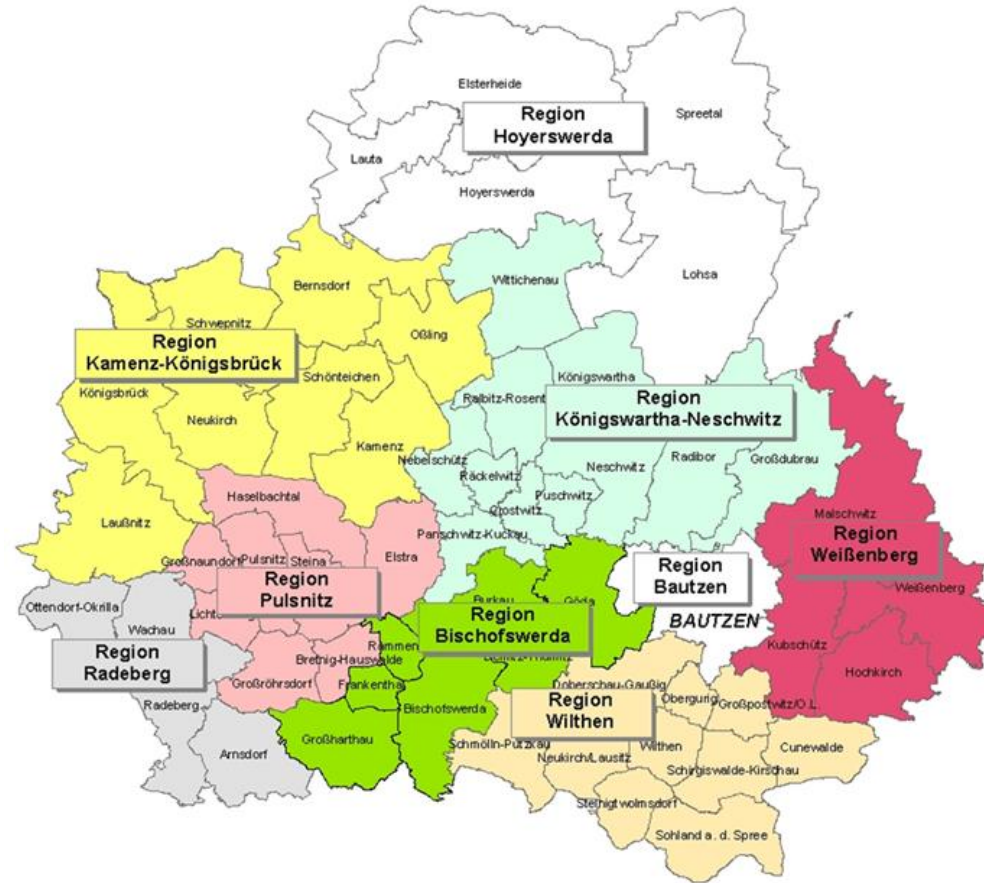 Elsterheide
Spreetal
Region
Hoyerswerda
Lauta
Hoyerswerda
Lohsa
Wittichenau
Bernsdorf
Oßling
Schwepnitz
Region
Kamenz-Königsbrück
Schönteichen
Königsbrück
Neukirch
Kamenz
Laußnitz
Königswartha
Ralbitz-Rosent
Region
Königswartha-Neschwitz
Nebelschütz
Räckelwitz
Neschwitz
Radibor
Großdubrau
Puschwitz
Crostwitz
Panschwitz-Kuckau
Malschwitz
Region
Weißenberg
Weißenberg
Kubschütz
Hochkirch
Haselbachtal
Großnaundorf
Pulsnitz
Steina
Elstra
Region
Pulsnitz
Lichte
Bretnig-Hauswalde
Großröhrsdorf
Ottendorf-Okrilla
Wachau
Region
Radeberg
Radeberg
Arnsdorf
Region
Bautzen
BAUTZEN
Burkau
Göda
Region
Bischofswerda
Rammen
Frankenthal
Bischofswerda
Großharthau
Doberschau-Gaußig
Obergurig
Großpostwitz/O.L.
Region
Wilthen
Schmölln-Putzkau
Neukirch/Lausitz
Wilthen
Cunewalde
Schirgiswalde-Kirschau
Steinigtwolmsdorf
Sohland a. d. Spree